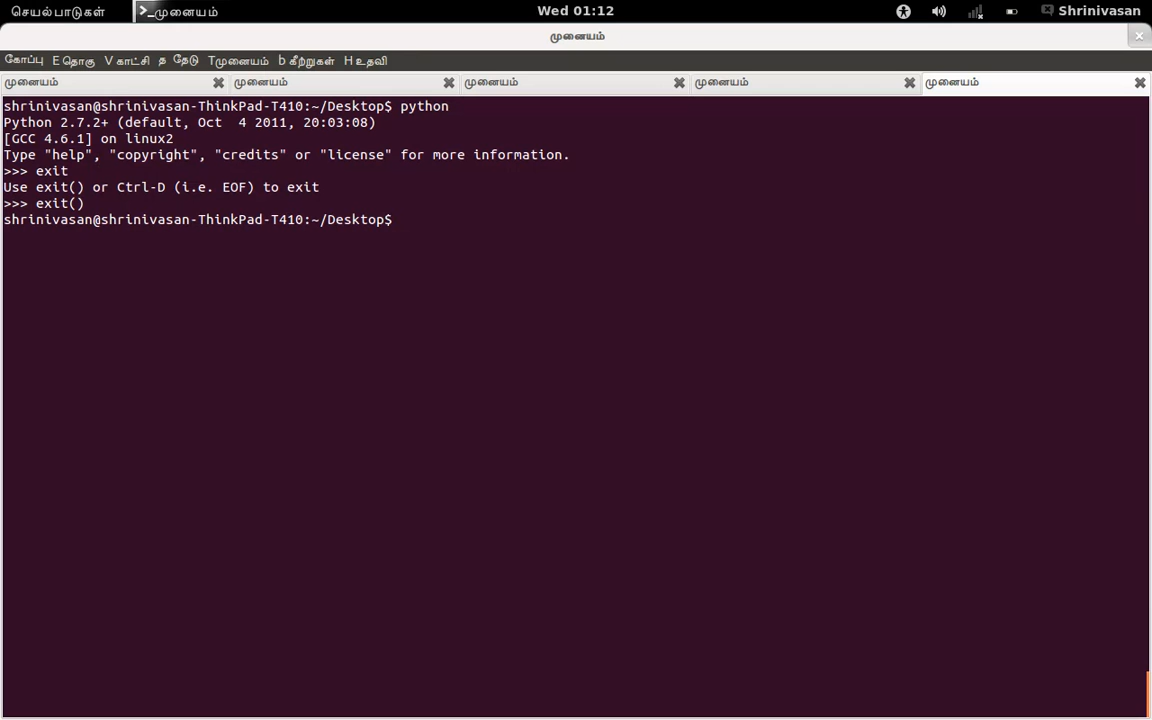 செயல்பாடுகள் >_ முனையம் Wed 01:12 Shrinivasan
முனையம்
கோப்பு E தொகு V காட்சி த தேடு Tமுனையம் b கீற்றுகள் H உதவி
முனையம் முனையம் முனையம் முனையம் முனையம்
shrinivasan@shrinivasan-ThinkPad-T410:~/Desktop$ python
Python 2.7.2+ (default, Oct  4 2011, 20:03:08)
[GCC 4.6.1] on linux2
Type "help", "copyright", "credits" or "license" for more information.
>>> exit
Use exit() or Ctrl-D (i.e. EOF) to exit
>>> exit()
shrinivasan@shrinivasan-ThinkPad-T410:~/Desktop$